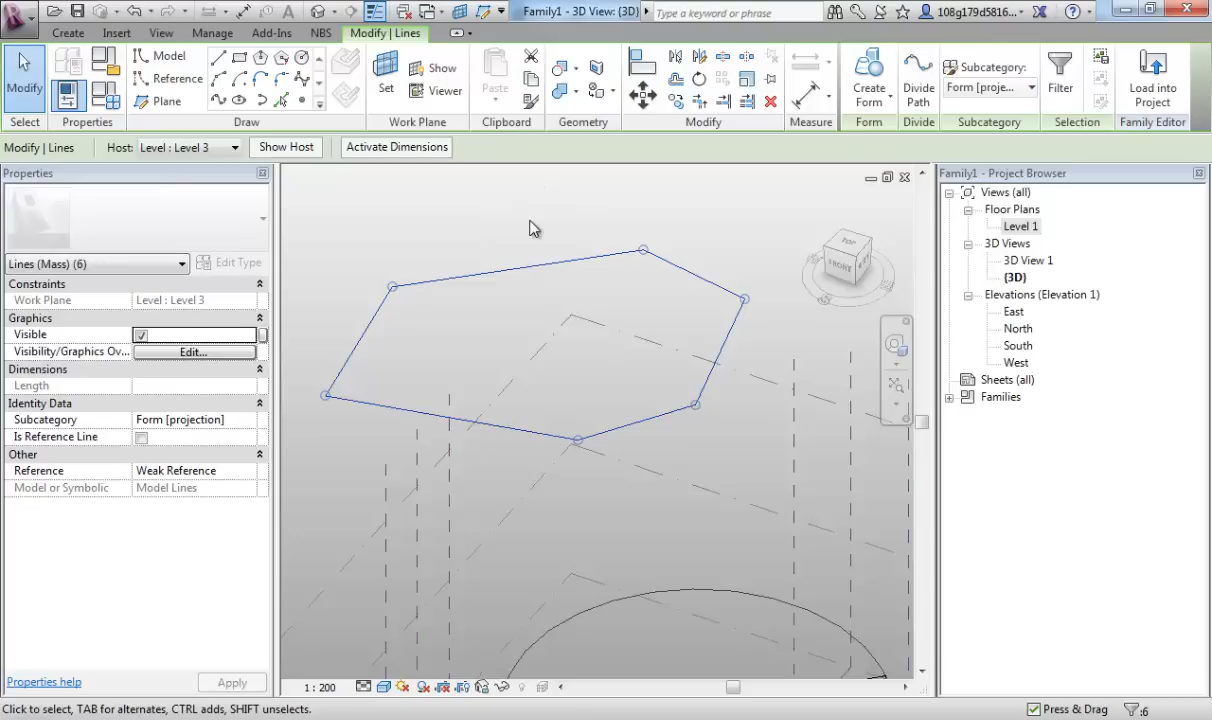 Family1 - 3D View: {3D}
Type a keyword or phrase
108g179d5816...
Create
Insert
View
Manage
Add-Ins
NBS
Modify | Lines
Modify
Model
Reference
Plane
Set
Show
Viewer
Paste
Create
Form
Divide
Path
Subcategory:
Form [proje...
Filter
Load into
Project
Select
Properties
Draw
Work Plane
Clipboard
Geometry
Modify
Measure
Form
Divide
Subcategory
Selection
Family Editor
Modify | Lines
Host:
Level : Level 3
Show Host
Activate Dimensions
Properties
Lines (Mass) (6)
Edit Type
Constraints
Work Plane
Level : Level 3
Graphics
Visible
Visibility/Graphics Ov...
Edit...
Dimensions
Length
Identity Data
Subcategory
Form [projection]
Is Reference Line
Other
Reference
Weak Reference
Model or Symbolic
Model Lines
Properties help
Apply
TOP
FRONT
1 : 200
Family1 - Project Browser
Views (all)
Floor Plans
Level 1
3D Views
3D View 1
{3D}
Elevations (Elevation 1)
East
North
South
West
Sheets (all)
Families
Click to select, TAB for alternates, CTRL adds, SHIFT unselects.
Press & Drag
:6